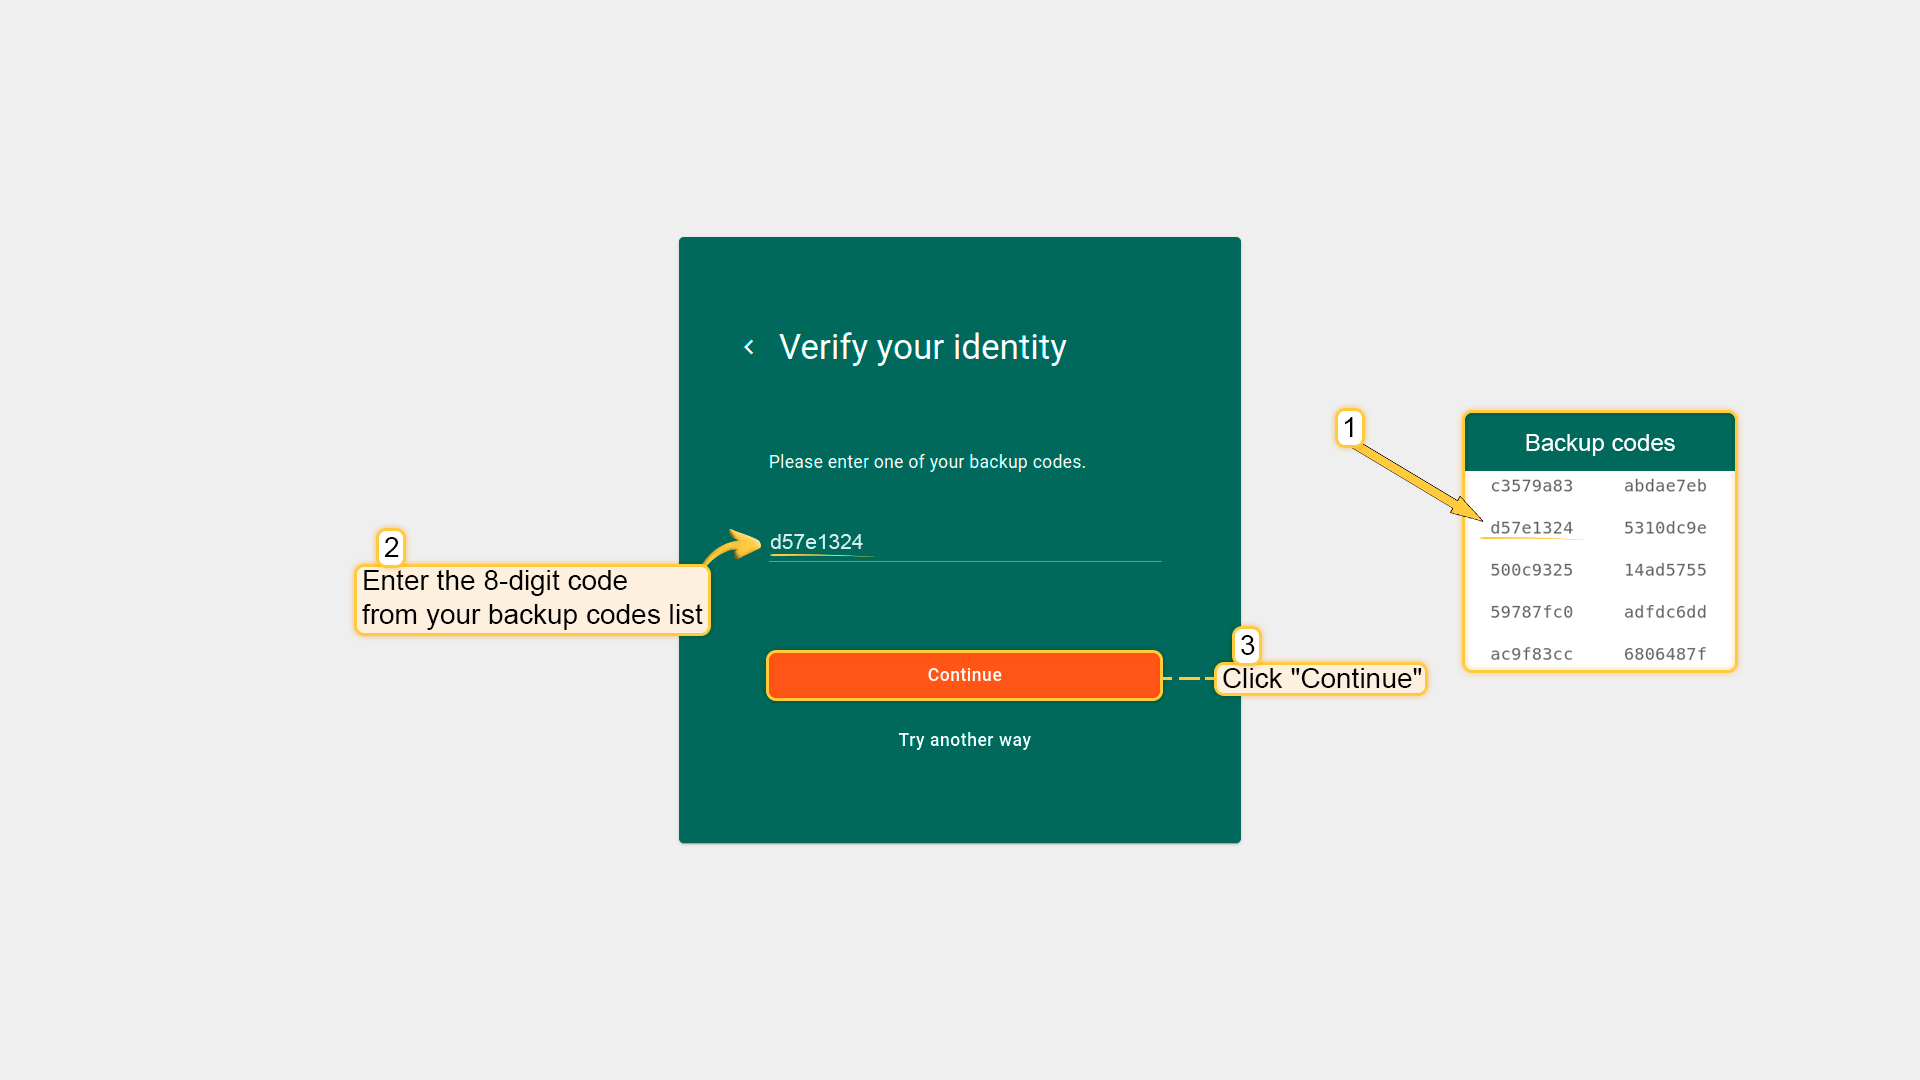 Verify your identity
Please enter one of your backup codes.
d57e1324
2
Enter the 8-digit code
from your backup codes list
Continue
3
Click "Continue"
Try another way
1
Backup codes
c3579a83 abdae7eb
d57e1324 5310dc9e
500c9325 14ad5755
59787fc0 adfdc6dd
ac9f83cc 6806487f